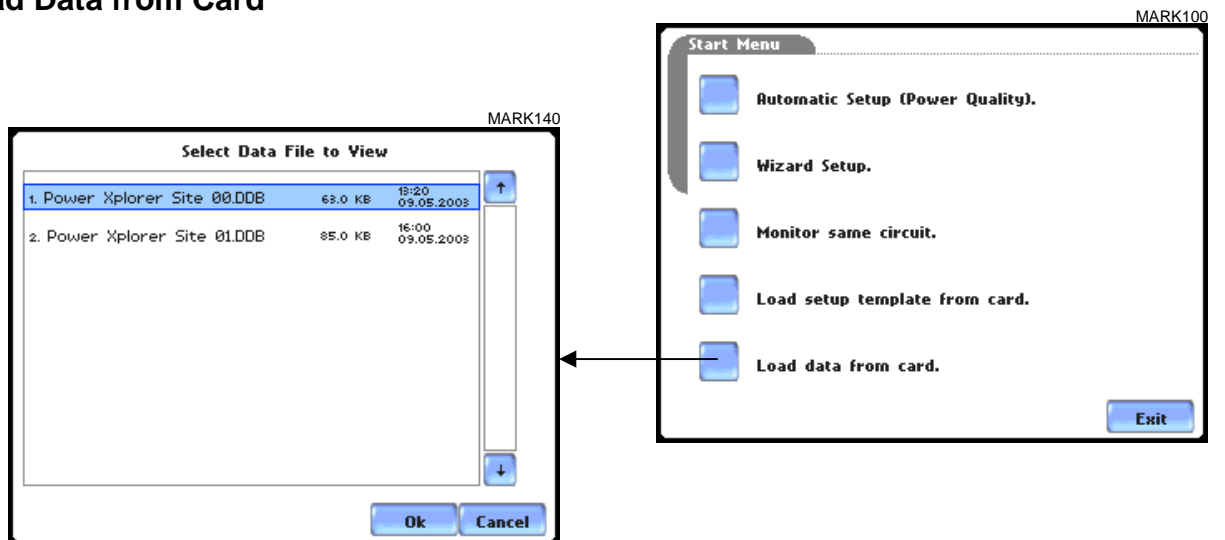 ad Data from Card
MARK100
Start Menu
Automatic Setup (Power Quality).
Wizard Setup.
Monitor same circuit.
Load setup template from card.
Load data from card.
Exit
MARK140
Select Data File to View
1. Power Xplorer Site 00.DDB 63.0 KB 13:20
09.05.2003
2. Power Xplorer Site 01.DDB 85.0 KB 16:00
09.05.2003
Ok Cancel